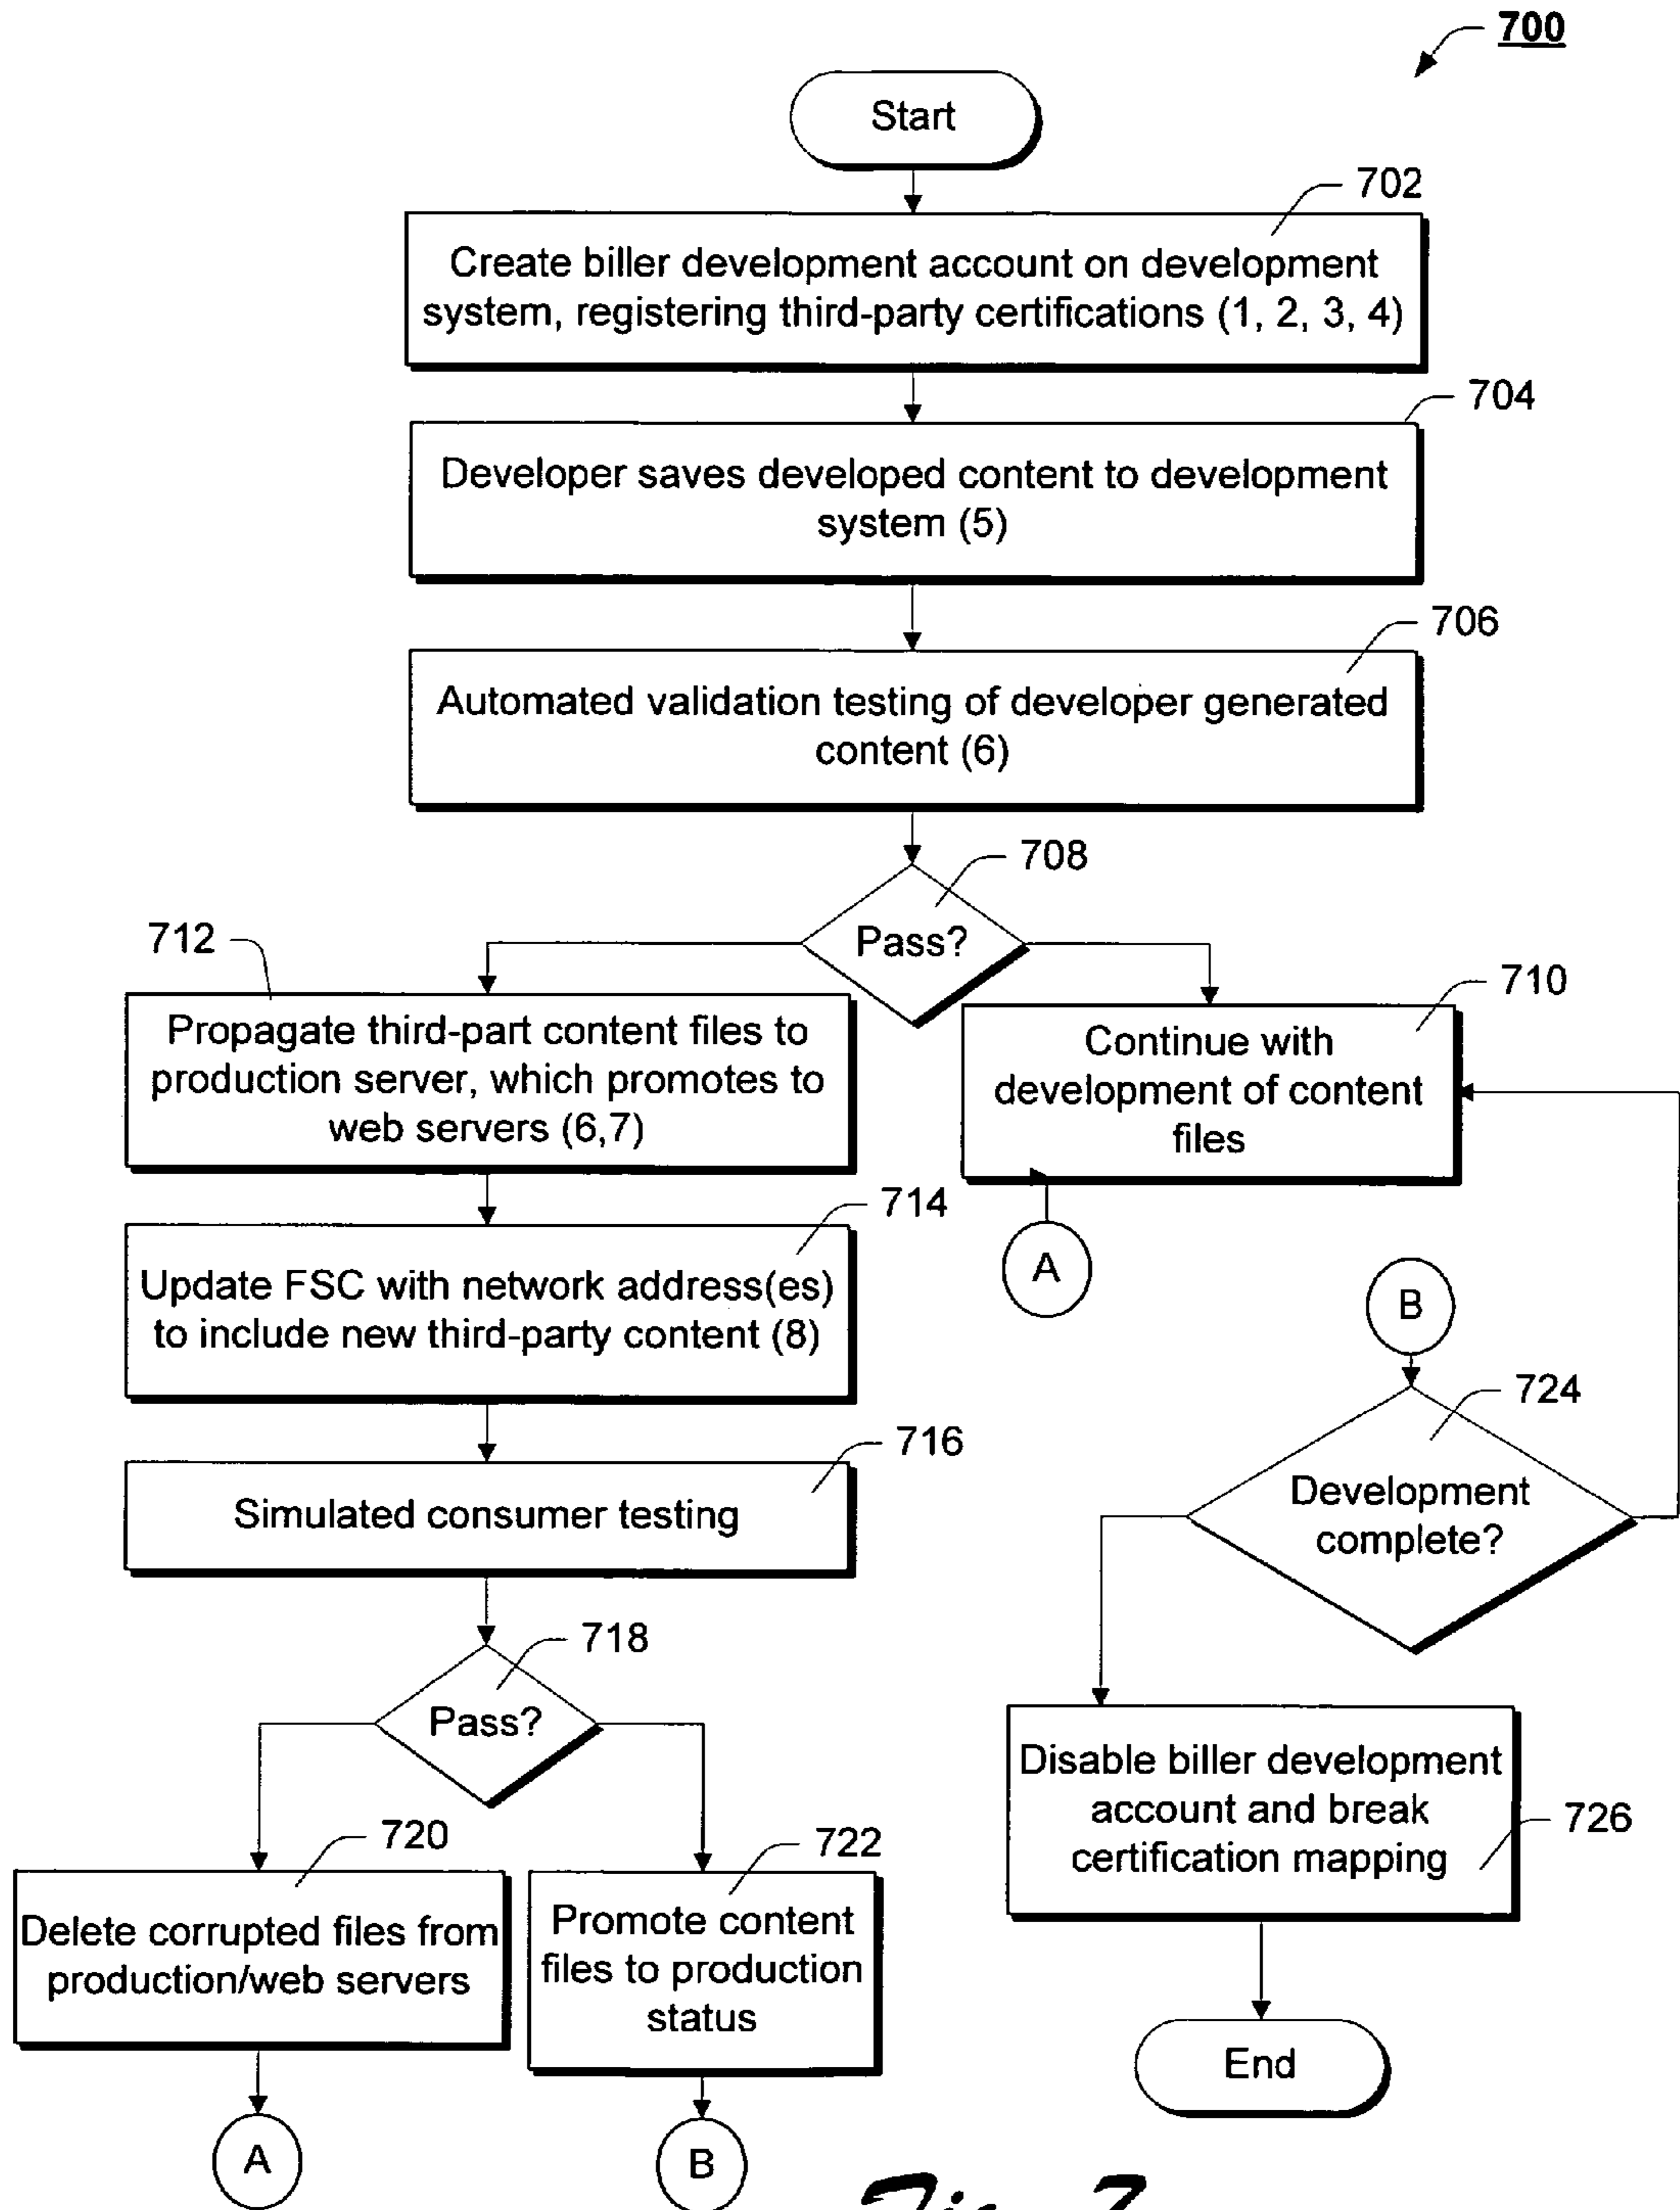 700
Start
702
Create biller development account on development
system, registering third-party certifications (1, 2, 3, 4)
704
Developer saves developed content to development
system (5)
706
Automated validation testing of developer generated
content (6)
708
Pass?
712
Propagate third-part content files to
production server, which promotes to
web servers (6,7)
710
Continue with
development of content
files
A
714
Update FSC with network address(es)
to include new third-party content (8)
B
724
Development
complete?
716
Simulated consumer testing
718
Pass?
720
Delete corrupted files from
production/web servers
A
722
Promote content
files to production
status
B
Disable biller development
account and break
certification mapping
726
End
Fig. 7